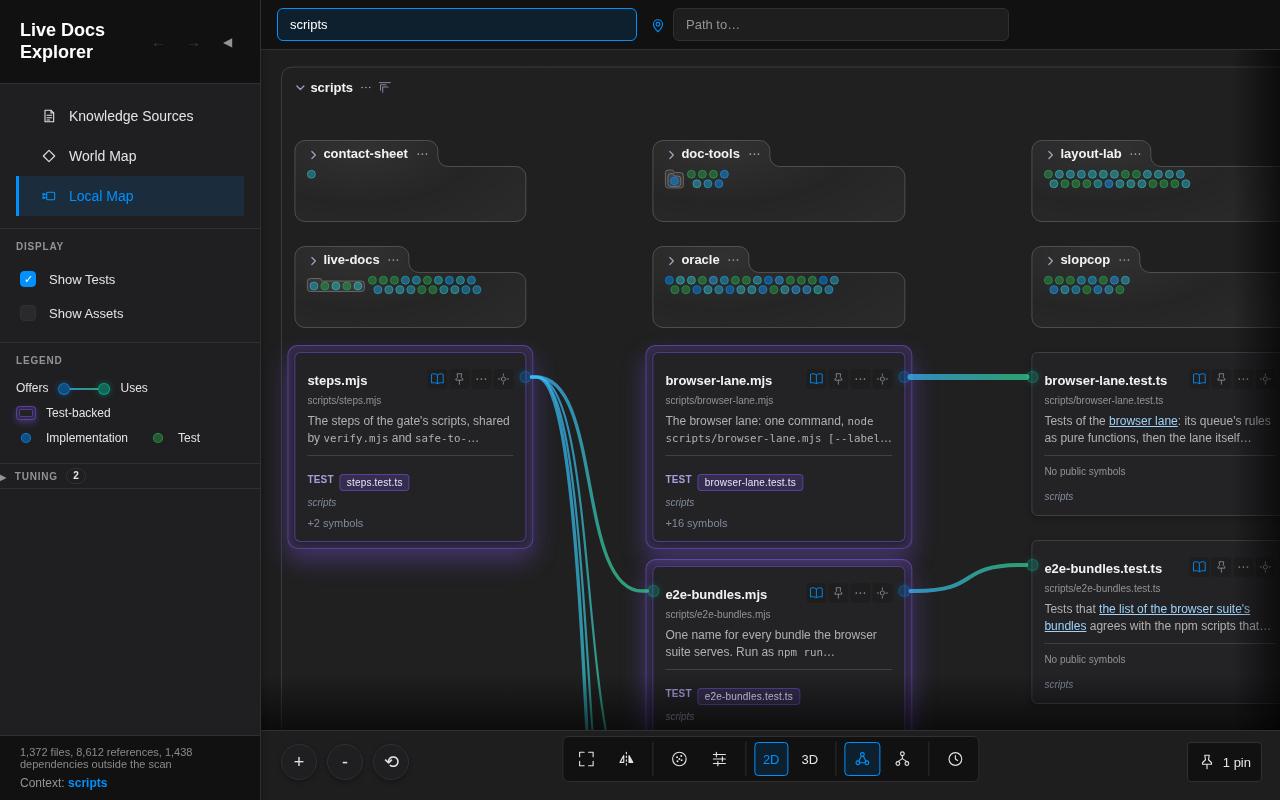 Live Docs
Explorer
← → ◀
Knowledge Sources
World Map
Local Map
DISPLAY
Show Tests
Show Assets
LEGEND
Offers Uses
Test-backed
Implementation Test
TUNING 2
1,372 files, 8,612 references, 1,438
dependencies outside the scan
Context: scripts
scripts
Path to…
scripts ···
contact-sheet ···
doc-tools ···
layout-lab ···
live-docs ···
oracle ···
slopcop ···
steps.mjs
scripts/steps.mjs
The steps of the gate's scripts, shared
by verify.mjs and safe-to-…
TEST steps.test.ts
scripts
+2 symbols
browser-lane.mjs
scripts/browser-lane.mjs
The browser lane: one command, node
scripts/browser-lane.mjs [--label…
TEST browser-lane.test.ts
scripts
+16 symbols
browser-lane.test.ts
scripts/browser-lane.test.ts
Tests of the browser lane: its queue's rules
as pure functions, then the lane itself…
No public symbols
scripts
e2e-bundles.mjs
scripts/e2e-bundles.mjs
One name for every bundle the browser
suite serves. Run as npm run…
TEST e2e-bundles.test.ts
scripts
e2e-bundles.test.ts
scripts/e2e-bundles.test.ts
Tests that the list of the browser suite's
bundles agrees with the npm scripts that…
No public symbols
scripts
+ - ⟲
2D 3D
1 pin